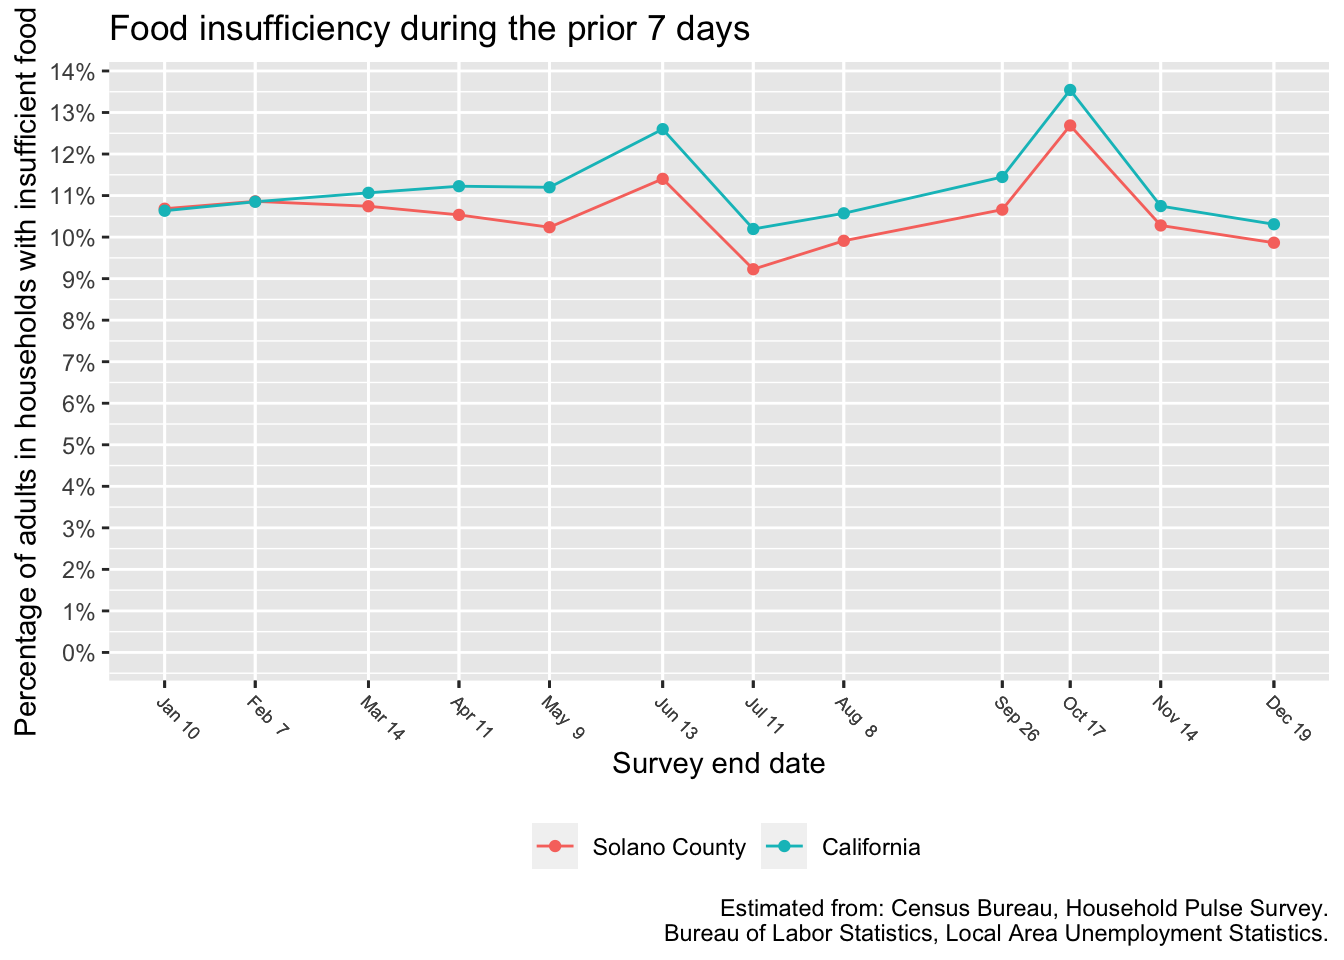 Food insufficiency during the prior 7 days
Percentage of adults in households with insufficient food
14%
13%
12%
11%
10%
9%
8%
7%
6%
5%
4%
3%
2%
1%
0%
Jan 10
Feb 7
Mar 14
Apr 11
May 9
Jun 13
Jul 11
Aug 8
Sep 26
Oct 17
Nov 14
Dec 19
Survey end date
Solano County
California
Estimated from: Census Bureau, Household Pulse Survey.
Bureau of Labor Statistics, Local Area Unemployment Statistics.